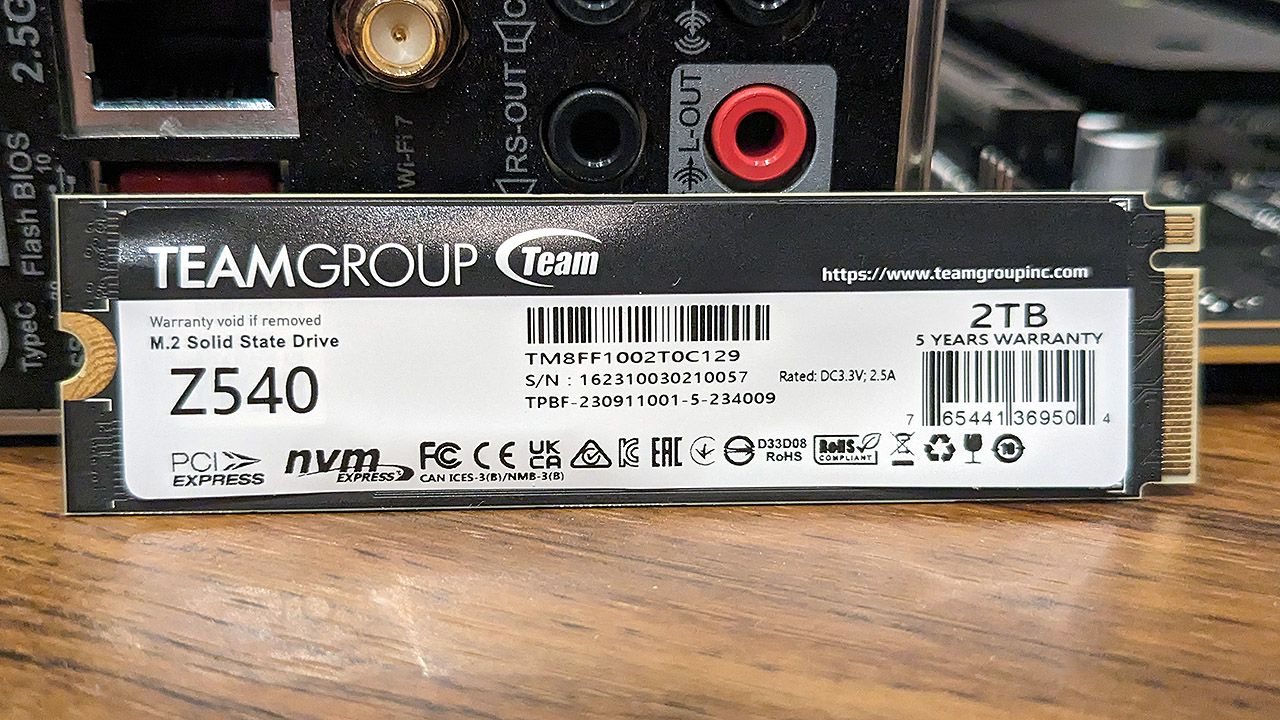 2.5G
Flash BIOS
10
TypeC
Wi-Fi 7
RS-OUT
C
L-OUT
TEAMGROUP
Team
https://www.teamgroupinc.com
Warranty void if removed
M.2 Solid State Drive
Z540
TM8FF1002T0C129
S/N : 162310030210057
TPBF-230911001-5-234009
Rated: DC3.3V; 2.5A
2TB
5 YEARS WARRANTY
7 65441 36950 4
PCI
EXPRESS
nvm
EXPRESS
FC CE UK CA EAC
CAN ICES-3(B)/NMB-3(B)
D33D08
RoHS
RoHS
COMPLIANT
10